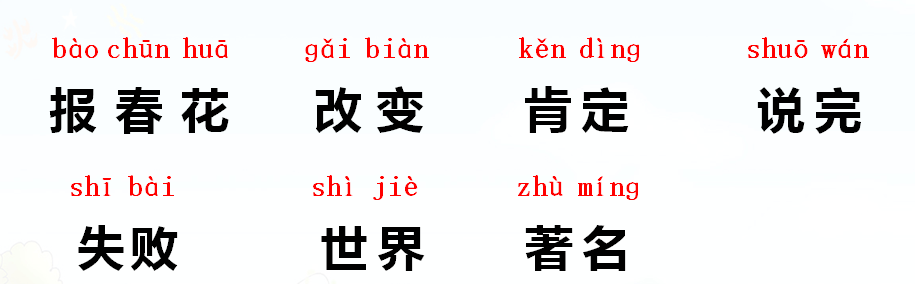 bào chūn huā gǎi biàn kěn dìng shuō wán
报春花 改变 肯定 说完
shī bài shì jiè zhù míng
失败 世界 著名